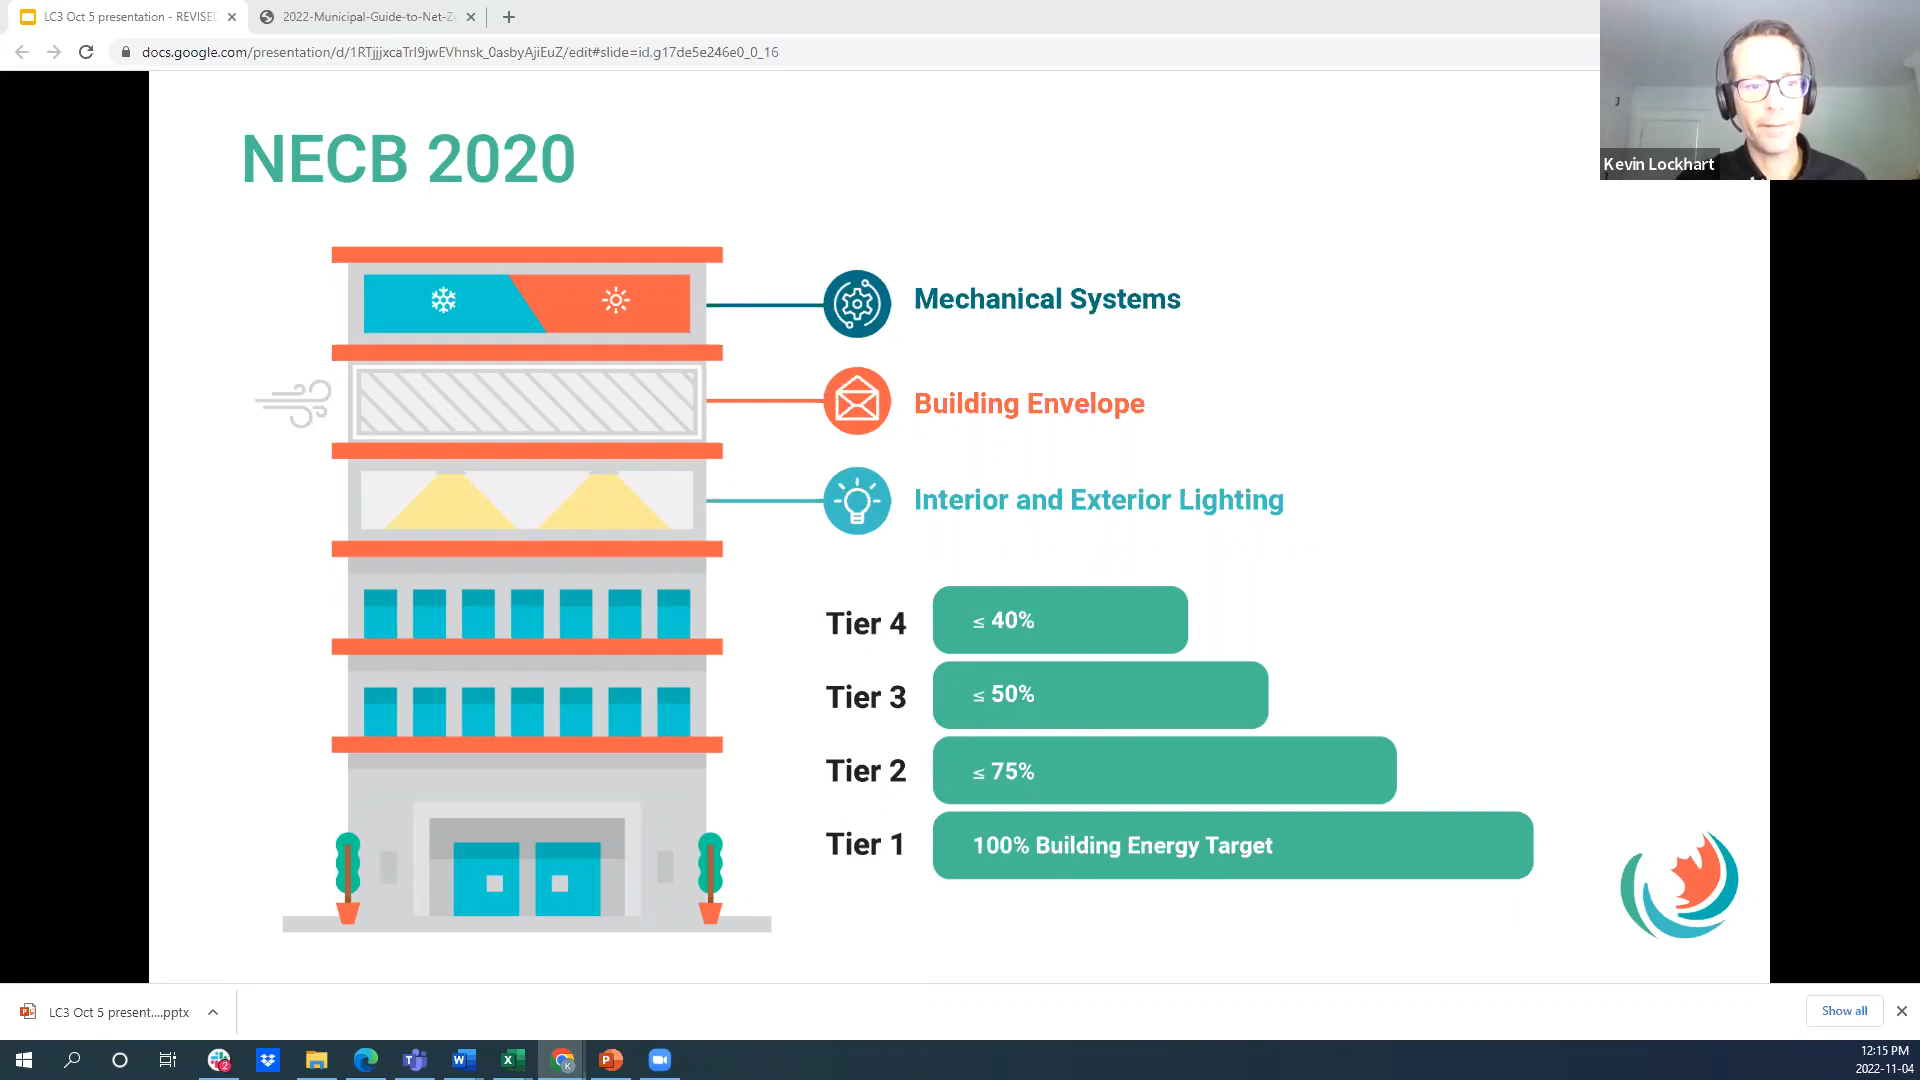 LC3 Oct 5 presentation - REVISED
2022-Municipal-Guide-to-Net-Ze
docs.google.com/presentation/d/1RTjjjxcaTrI9jwEVhnsk_0asbyAjiEuZ/edit#slide=id.g17de5e246e0_0_16
Kevin Lockhart
NECB 2020
Mechanical Systems
Building Envelope
Interior and Exterior Lighting
Tier 4 ≤ 40%
Tier 3 ≤ 50%
Tier 2 ≤ 75%
Tier 1 100% Building Energy Target
LC3 Oct 5 present....pptx
Show all
12:15 PM
2022-11-04